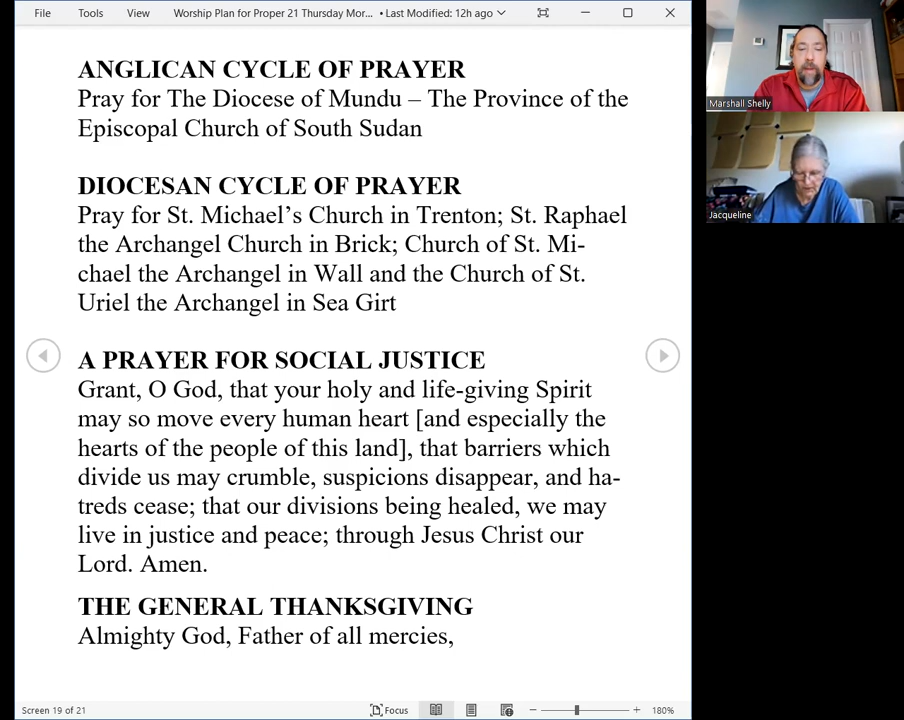 File Tools View Worship Plan for Proper 21 Thursday Mor... • Last Modified: 12h ago
ANGLICAN CYCLE OF PRAYER
Pray for The Diocese of Mundu – The Province of the
Episcopal Church of South Sudan
DIOCESAN CYCLE OF PRAYER
Pray for St. Michael’s Church in Trenton; St. Raphael
the Archangel Church in Brick; Church of St. Mi-
chael the Archangel in Wall and the Church of St.
Uriel the Archangel in Sea Girt
A PRAYER FOR SOCIAL JUSTICE
Grant, O God, that your holy and life-giving Spirit
may so move every human heart [and especially the
hearts of the people of this land], that barriers which
divide us may crumble, suspicions disappear, and ha-
treds cease; that our divisions being healed, we may
live in justice and peace; through Jesus Christ our
Lord. Amen.
THE GENERAL THANKSGIVING
Almighty God, Father of all mercies,
Screen 19 of 21 Focus 180%
Marshall Shelly
Jacqueline